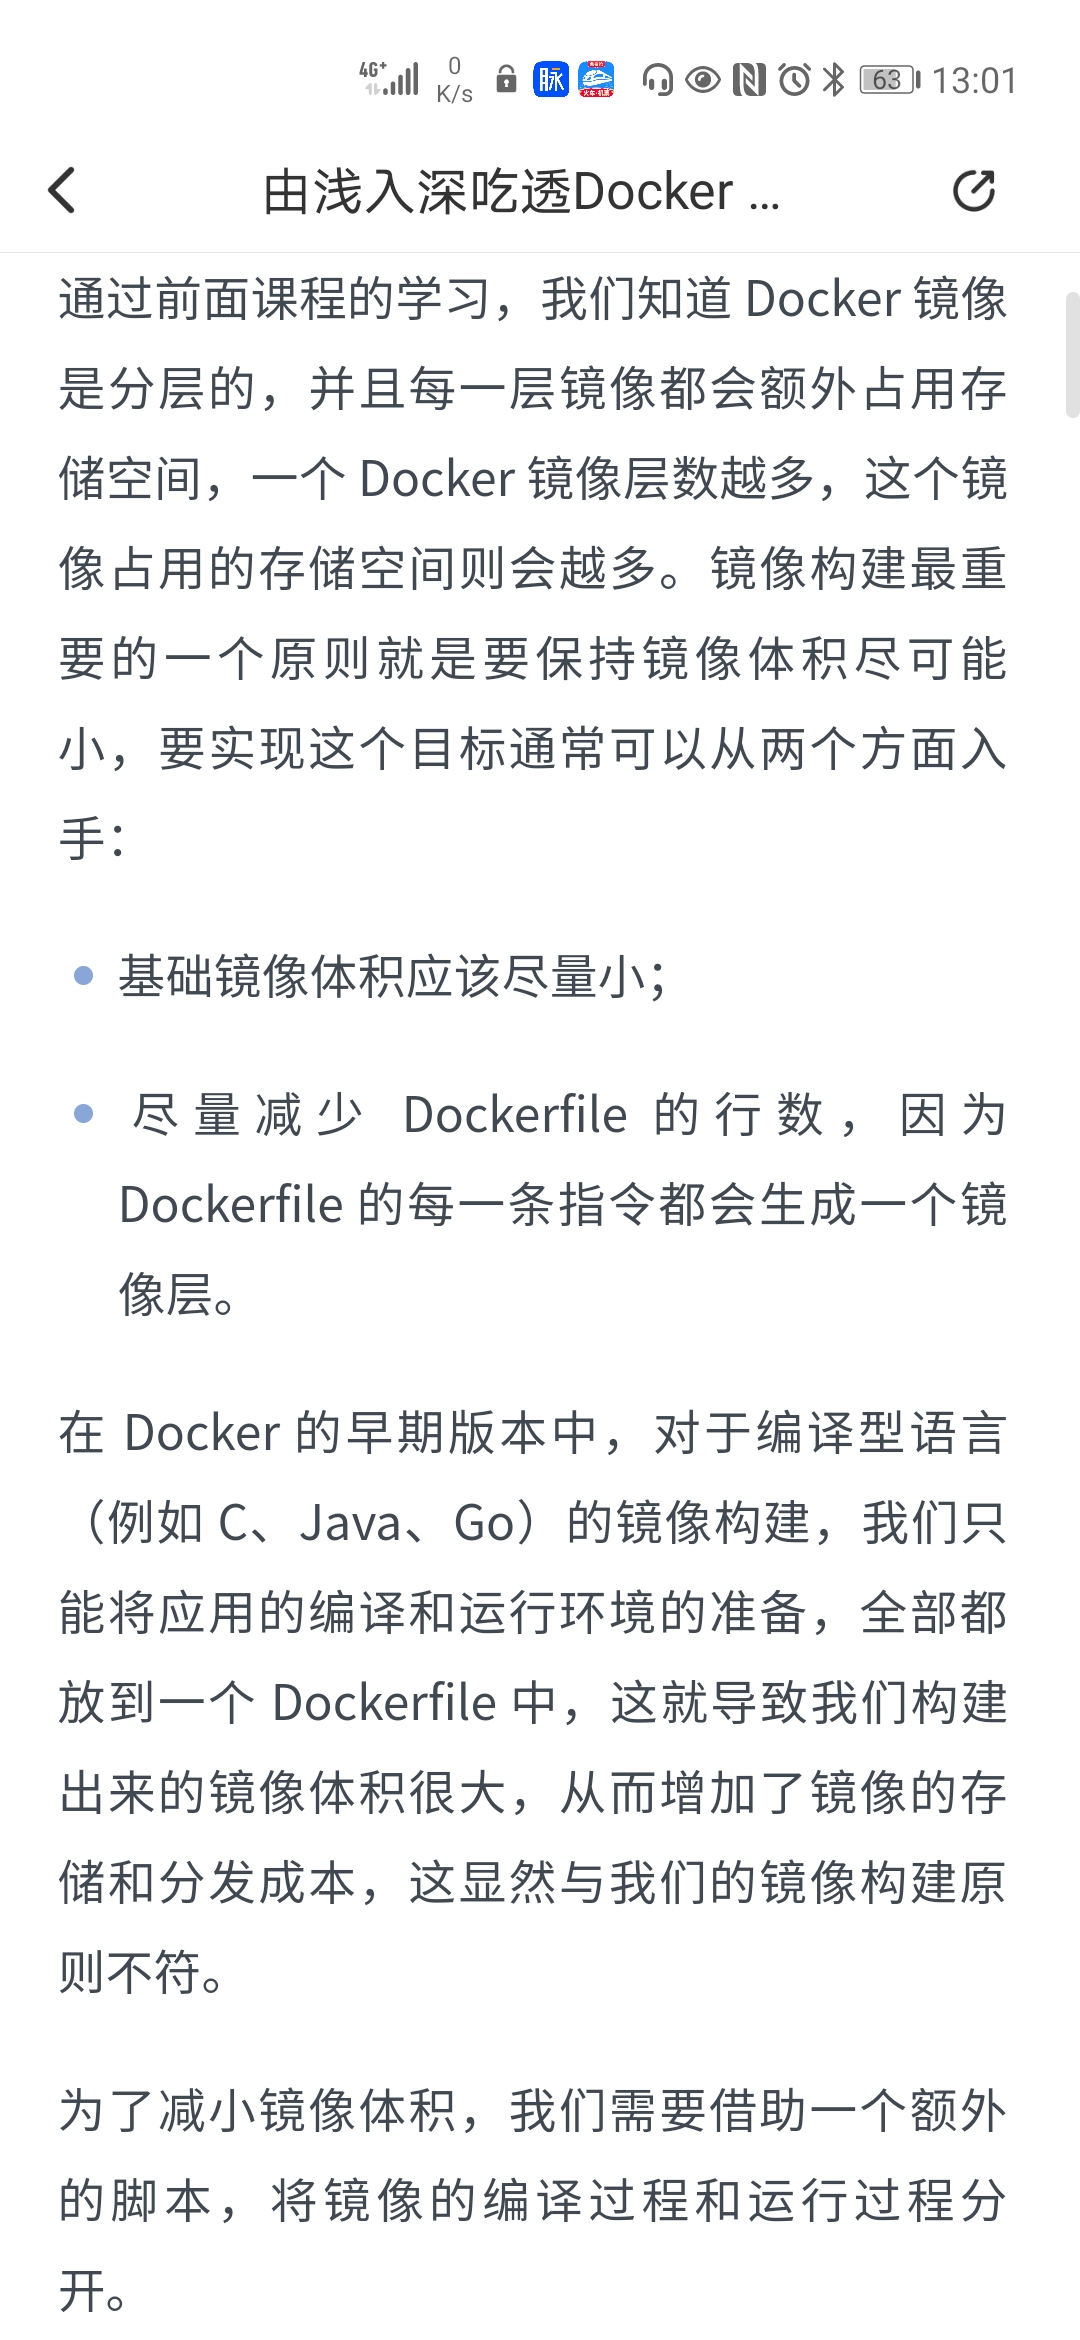 4G+ 0 K/s 脉 63 13:01
由浅入深吃透Docker ...
通过前面课程的学习，我们知道 Docker 镜像
是分层的，并且每一层镜像都会额外占用存
储空间，一个 Docker 镜像层数越多，这个镜
像占用的存储空间则会越多。镜像构建最重
要的一个原则就是要保持镜像体积尽可能
小，要实现这个目标通常可以从两个方面入
手：
基础镜像体积应该尽量小；
尽量减少 Dockerfile 的行数，因为
Dockerfile 的每一条指令都会生成一个镜
像层。
在 Docker 的早期版本中，对于编译型语言
（例如 C、Java、Go）的镜像构建，我们只
能将应用的编译和运行环境的准备，全部都
放到一个 Dockerfile 中，这就导致我们构建
出来的镜像体积很大，从而增加了镜像的存
储和分发成本，这显然与我们的镜像构建原
则不符。
为了减小镜像体积，我们需要借助一个额外
的脚本，将镜像的编译过程和运行过程分
开。